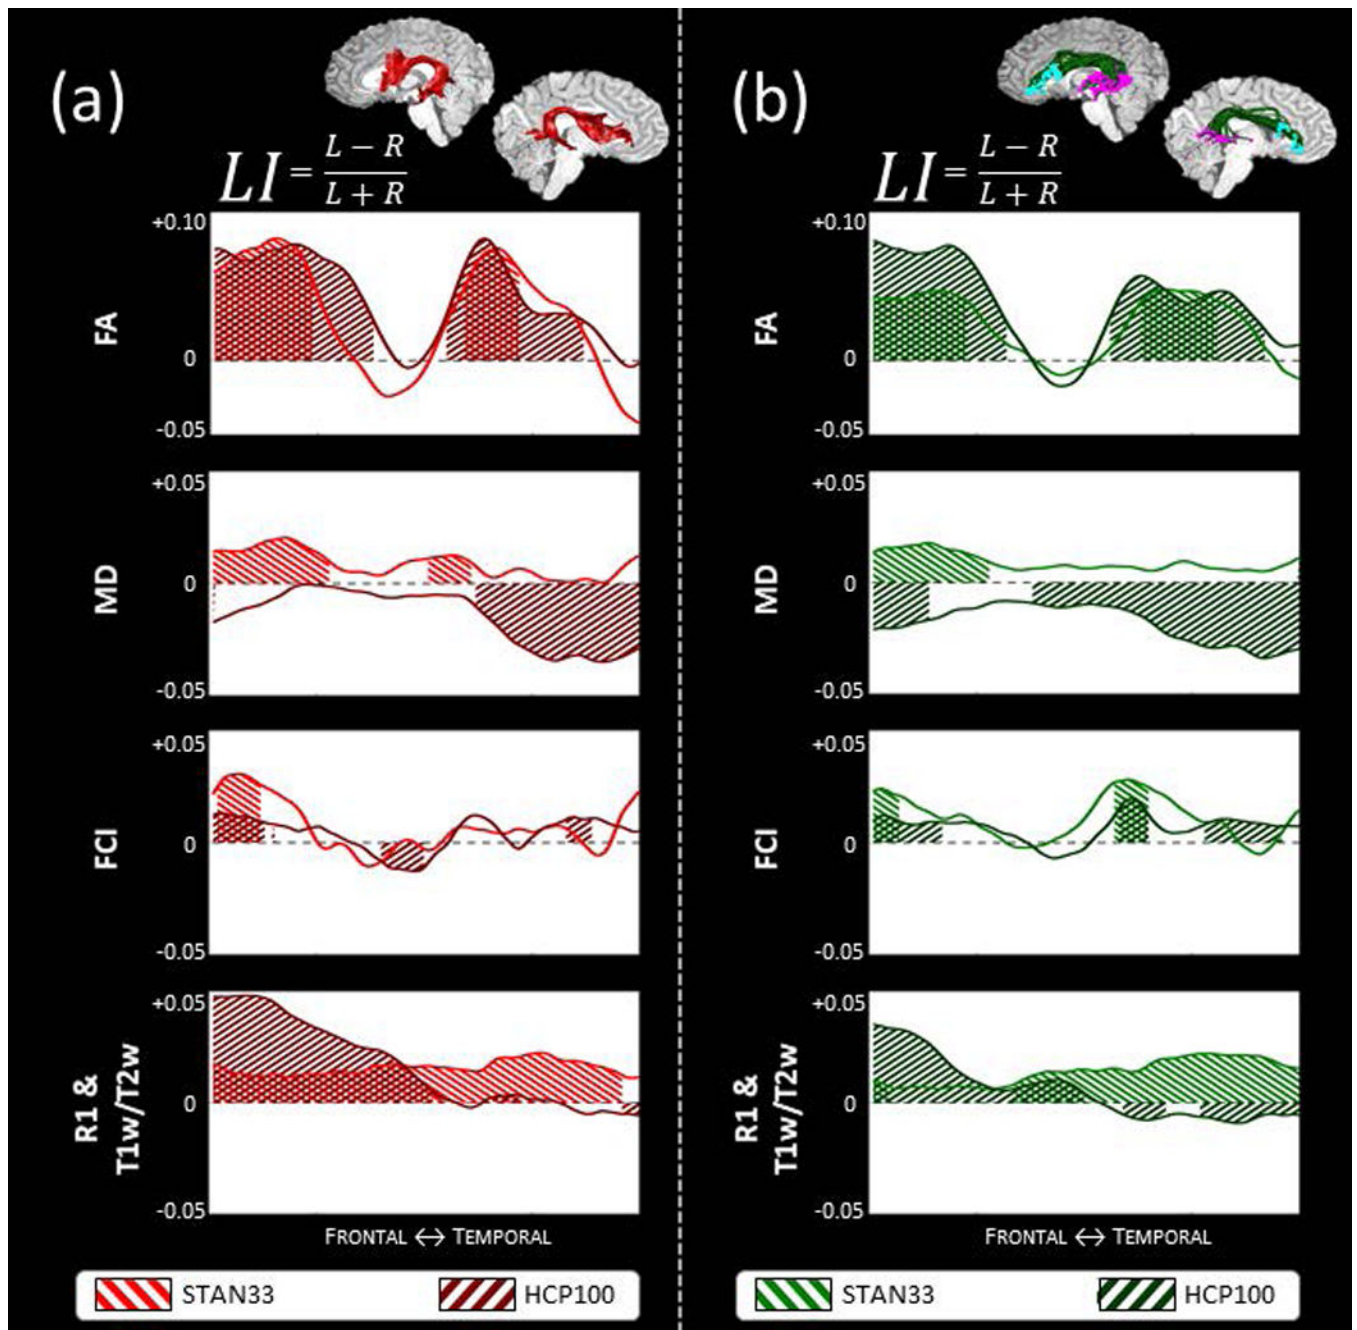 (a)
LI = L − R / L + R
+0.10
FA
0
-0.05
+0.05
MD
0
-0.05
+0.05
FCI
0
-0.05
+0.05
R1 &
T1w/T2w
0
-0.05
FRONTAL ↔ TEMPORAL
STAN33 HCP100
(b)
LI = L − R / L + R
+0.10
FA
0
-0.05
+0.05
MD
0
-0.05
+0.05
FCI
0
-0.05
+0.05
R1 &
T1w/T2w
0
-0.05
FRONTAL ↔ TEMPORAL
STAN33 HCP100